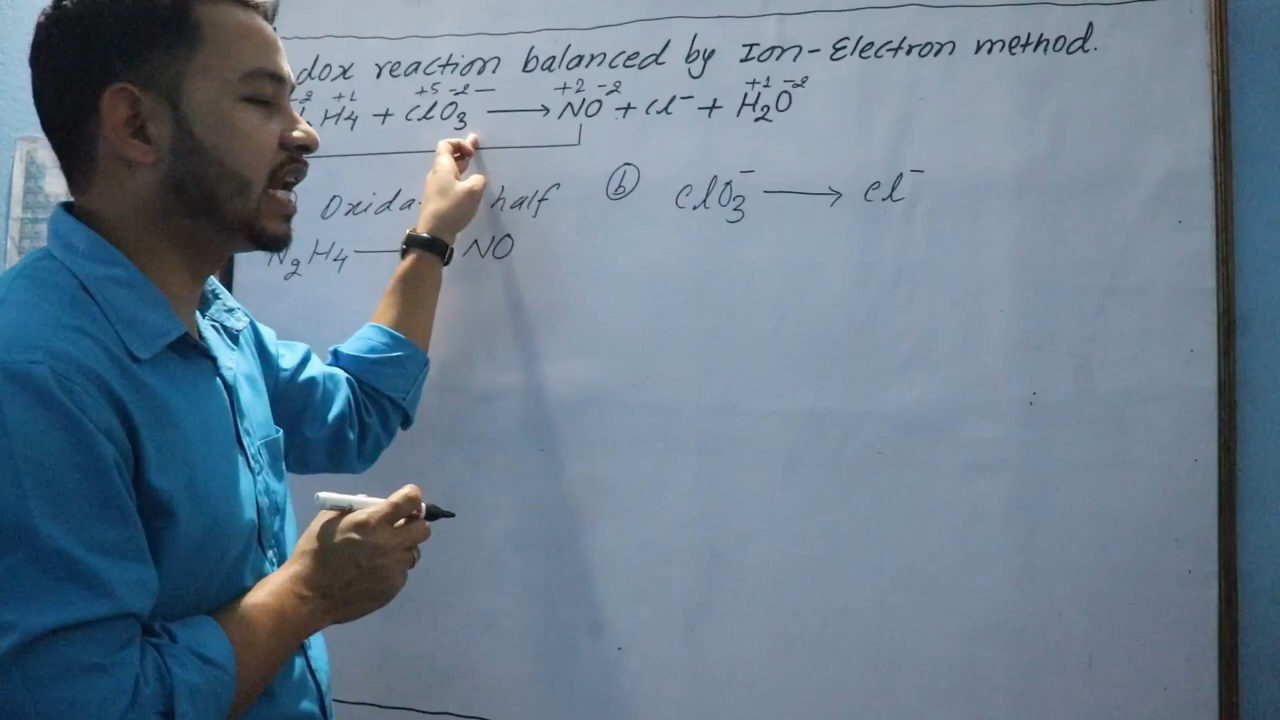 dox reaction balanced by Ion-Electron method.
-2 +1 +5 -2 - +2 -2 +1 -2
H4 + ClO3 ⟶ NO + Cl⁻ + H2O
Oxida half ⓑ ClO3⁻ ⟶ Cl⁻
N2H4 — NO